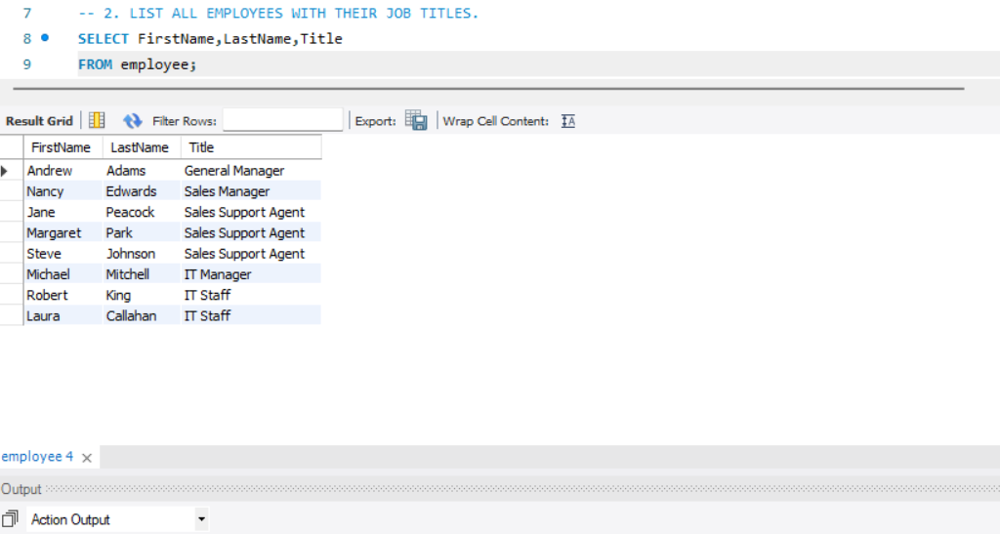 7 -- 2. LIST ALL EMPLOYEES WITH THEIR JOB TITLES.
8 SELECT FirstName,LastName,Title
9 FROM employee;
Result Grid Filter Rows: Export: Wrap Cell Content: IA
FirstName LastName Title
Andrew Adams General Manager
Nancy Edwards Sales Manager
Jane Peacock Sales Support Agent
Margaret Park Sales Support Agent
Steve Johnson Sales Support Agent
Michael Mitchell IT Manager
Robert King IT Staff
Laura Callahan IT Staff
employee 4
Output
Action Output